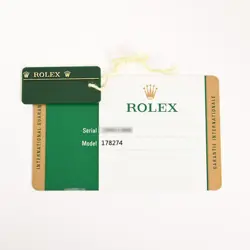 ROLEX
ROLEX
INTERNATIONAL GUARANTEE
GARANTIE INTERNATIONALE
Serial
Model 178274